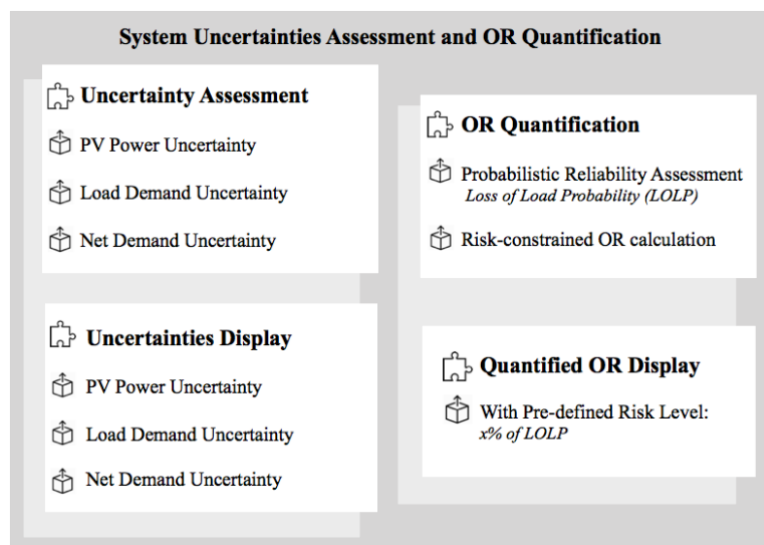 System Uncertainties Assessment and OR Quantification
Uncertainty Assessment
PV Power Uncertainty
Load Demand Uncertainty
Net Demand Uncertainty
Uncertainties Display
PV Power Uncertainty
Load Demand Uncertainty
Net Demand Uncertainty
OR Quantification
Probabilistic Reliability Assessment
Loss of Load Probability (LOLP)
Risk-constrained OR calculation
Quantified OR Display
With Pre-defined Risk Level:
x% of LOLP